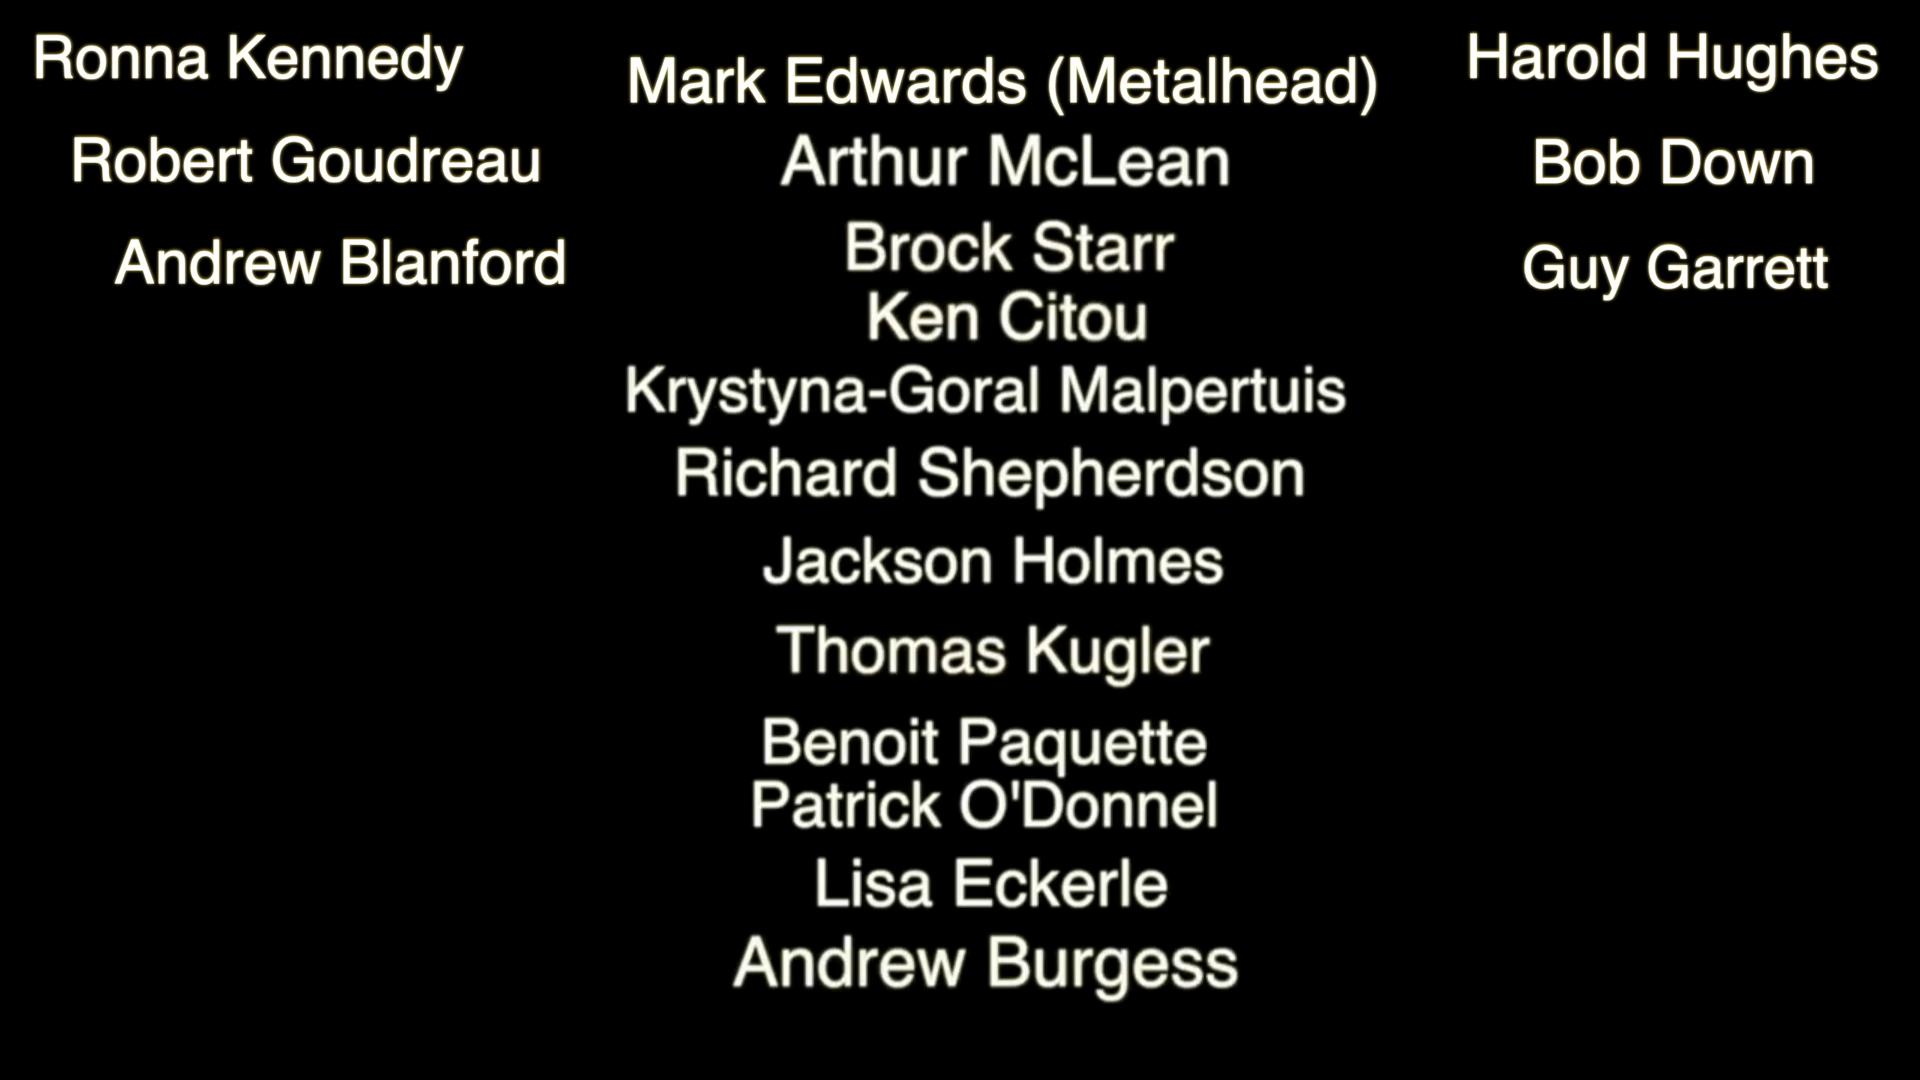 Ronna Kennedy
Robert Goudreau
Andrew Blanford
Mark Edwards (Metalhead)
Arthur McLean
Brock Starr
Ken Citou
Krystyna-Goral Malpertuis
Richard Shepherdson
Jackson Holmes
Thomas Kugler
Benoit Paquette
Patrick O'Donnel
Lisa Eckerle
Andrew Burgess
Harold Hughes
Bob Down
Guy Garrett